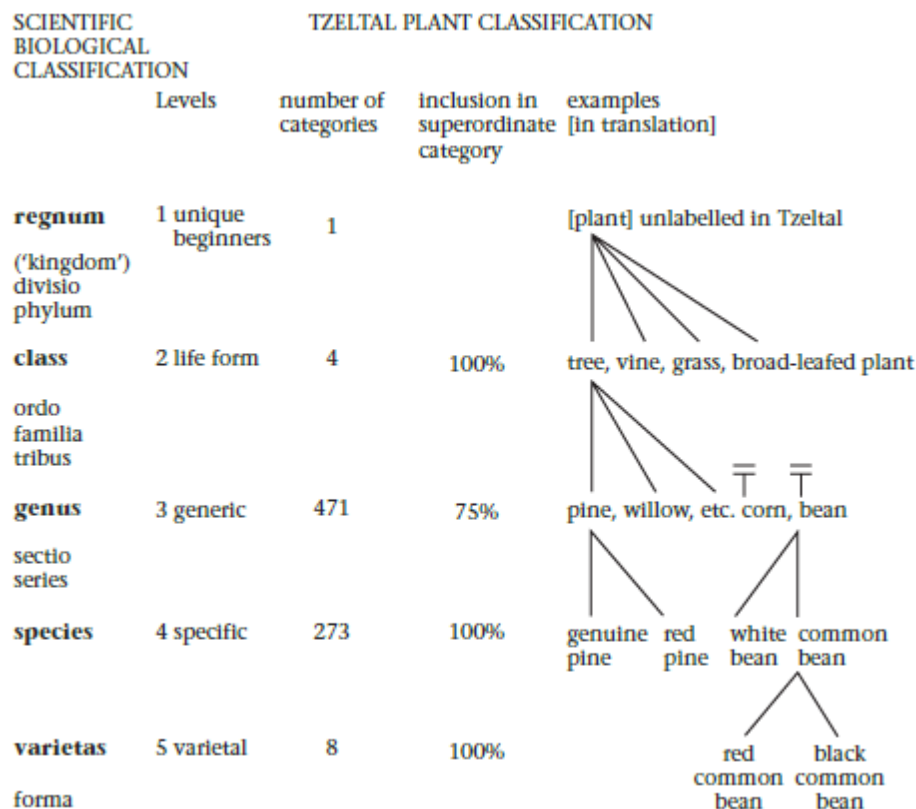 SCIENTIFIC TZELTAL PLANT CLASSIFICATION
BIOLOGICAL
CLASSIFICATION
Levels number of inclusion in examples
categories superordinate [in translation]
category
regnum 1 unique 1 [plant] unlabelled in Tzeltal
beginners
('kingdom')
divisio
phylum
class 2 life form 4 100% tree, vine, grass, broad-leafed plant
ordo
familia
tribus
genus 3 generic 471 75% pine, willow, etc. corn, bean
sectio
series
species 4 specific 273 100% genuine red white common
pine pine bean bean
varietas 5 varietal 8 100% red black
common common
forma bean bean